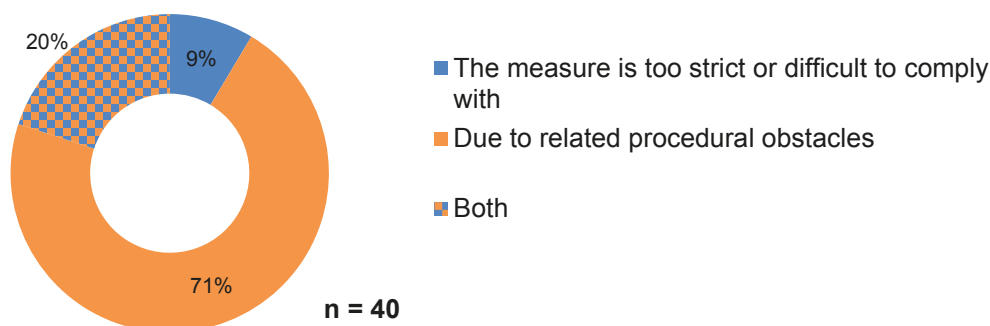 20%
9%
The measure is too strict or difficult to comply
with
Due to related procedural obstacles
Both
71%
n = 40